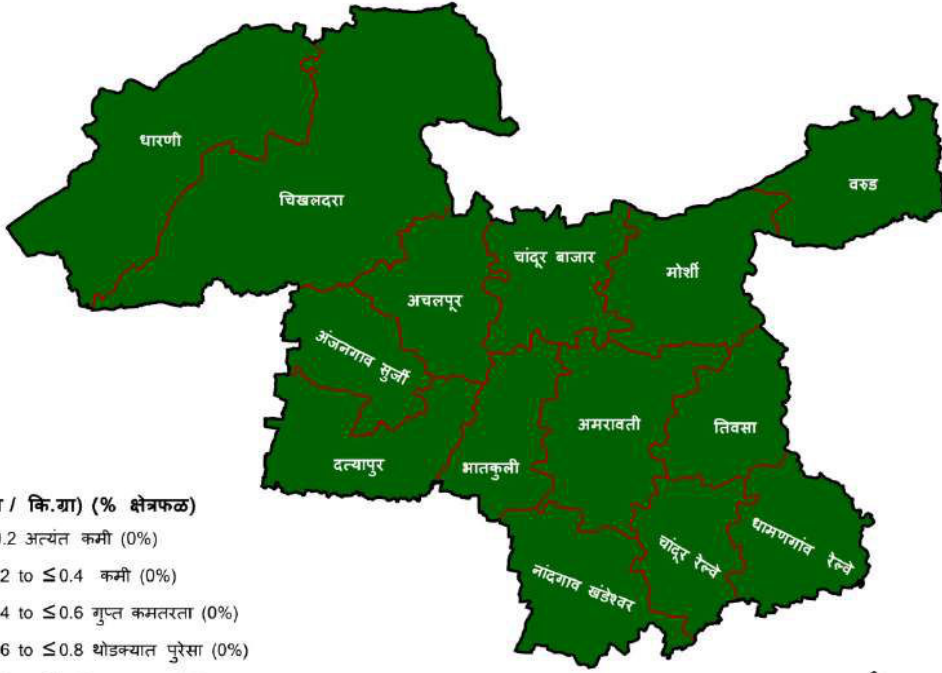 धारणी
चिखलदरा
वरुड
चांदूर बाजार
मोर्शी
अचलपूर
अंजनगाव सुर्जी
अमरावती
तिवसा
दत्यापुर
भातकुली
धामणगांव रेल्वे
चांदूर रेल्वे
नांदगाव खंडेश्वर
/ कि.ग्रा) (% क्षेत्रफळ)
.2 अत्यंत कमी (0%)
2 to ≤0.4 कमी (0%)
4 to ≤0.6 गुप्त कमतरता (0%)
6 to ≤0.8 थोडक्यात पुरेसा (0%)